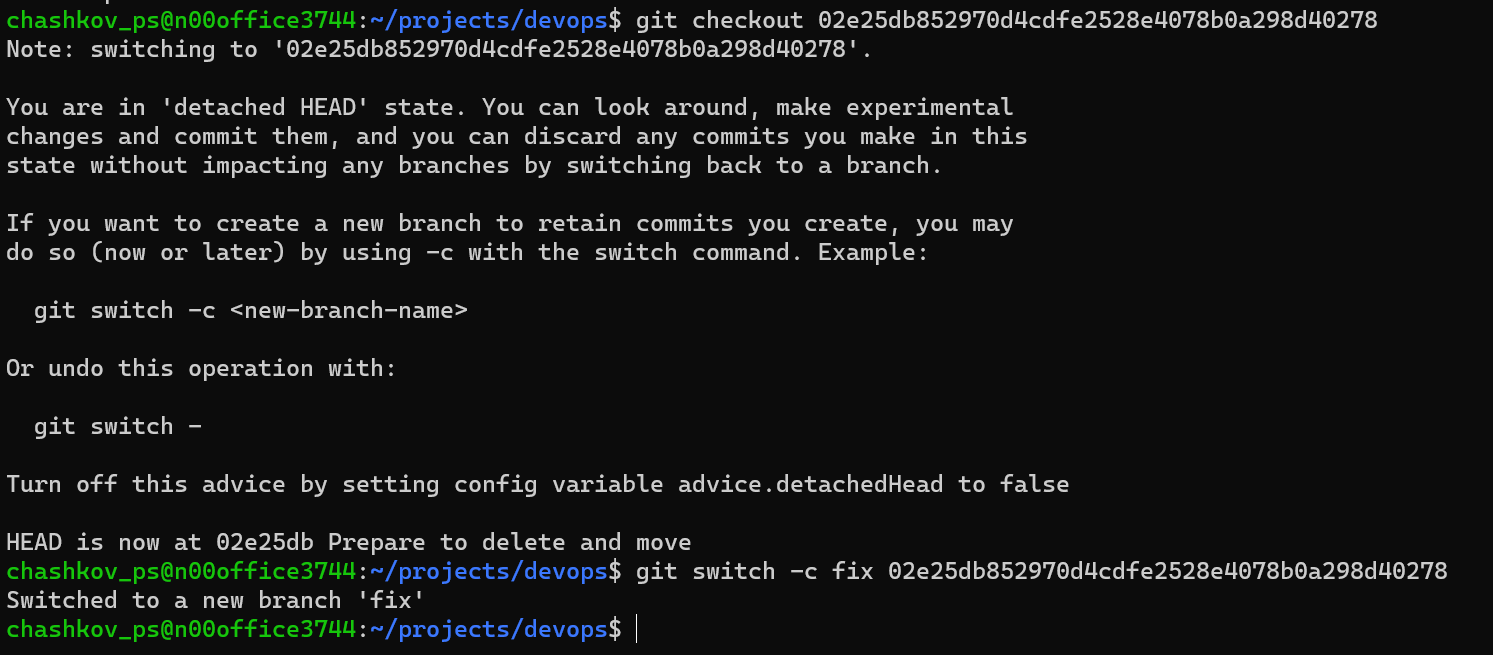 chashkov_ps@n00office3744:~/projects/devops$ git checkout 02e25db852970d4cdfe2528e4078b0a298d40278
Note: switching to '02e25db852970d4cdfe2528e4078b0a298d40278'.
You are in 'detached HEAD' state. You can look around, make experimental
changes and commit them, and you can discard any commits you make in this
state without impacting any branches by switching back to a branch.
If you want to create a new branch to retain commits you create, you may
do so (now or later) by using -c with the switch command. Example:
git switch -c <new-branch-name>
Or undo this operation with:
git switch -
Turn off this advice by setting config variable advice.detachedHead to false
HEAD is now at 02e25db Prepare to delete and move
chashkov_ps@n00office3744:~/projects/devops$ git switch -c fix 02e25db852970d4cdfe2528e4078b0a298d40278
Switched to a new branch 'fix'
chashkov_ps@n00office3744:~/projects/devops$